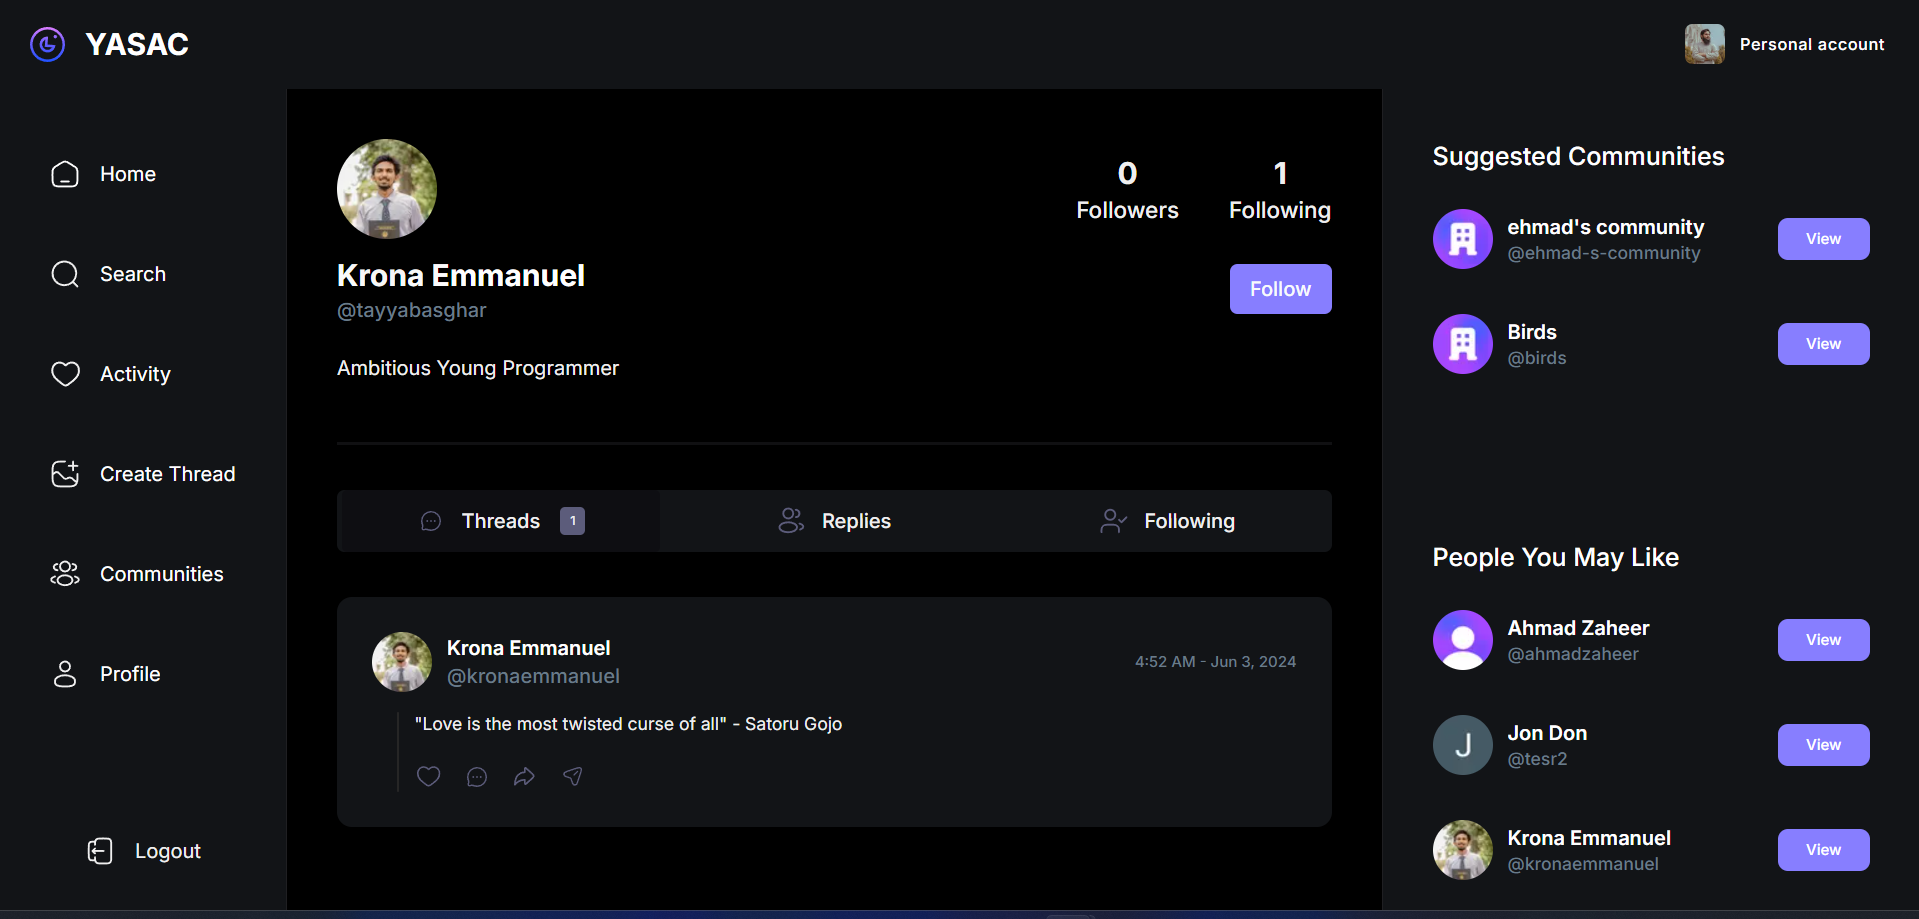 YASAC
Personal account
Home
Search
Activity
Create Thread
Communities
Profile
Logout
0
Followers
1
Following
Krona Emmanuel
@tayyabasghar
Follow
Ambitious Young Programmer
Threads 1
Replies
Following
Krona Emmanuel
@kronaemmanuel
4:52 AM - Jun 3, 2024
"Love is the most twisted curse of all" - Satoru Gojo
Suggested Communities
ehmad's community
@ehmad-s-community
View
Birds
@birds
View
People You May Like
Ahmad Zaheer
@ahmadzaheer
View
J
Jon Don
@tesr2
View
Krona Emmanuel
@kronaemmanuel
View